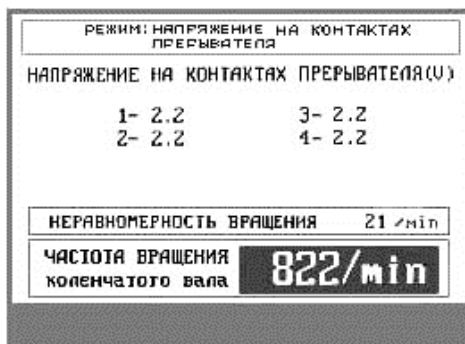 РЕЖИМ: НАПРЯЖЕНИЕ НА КОНТАКТАХ
ПРЕРЫВАТЕЛЯ
НАПРЯЖЕНИЕ НА КОНТАКТАХ ПРЕРЫВАТЕЛЯ(V)
1- 2.2 3- 2.2
2- 2.2 4- 2.2
НЕРАВНОМЕРНОСТЬ ВРАЩЕНИЯ 21 /min
ЧАСТОТА ВРАЩЕНИЯ
коленчатого вала
822/min